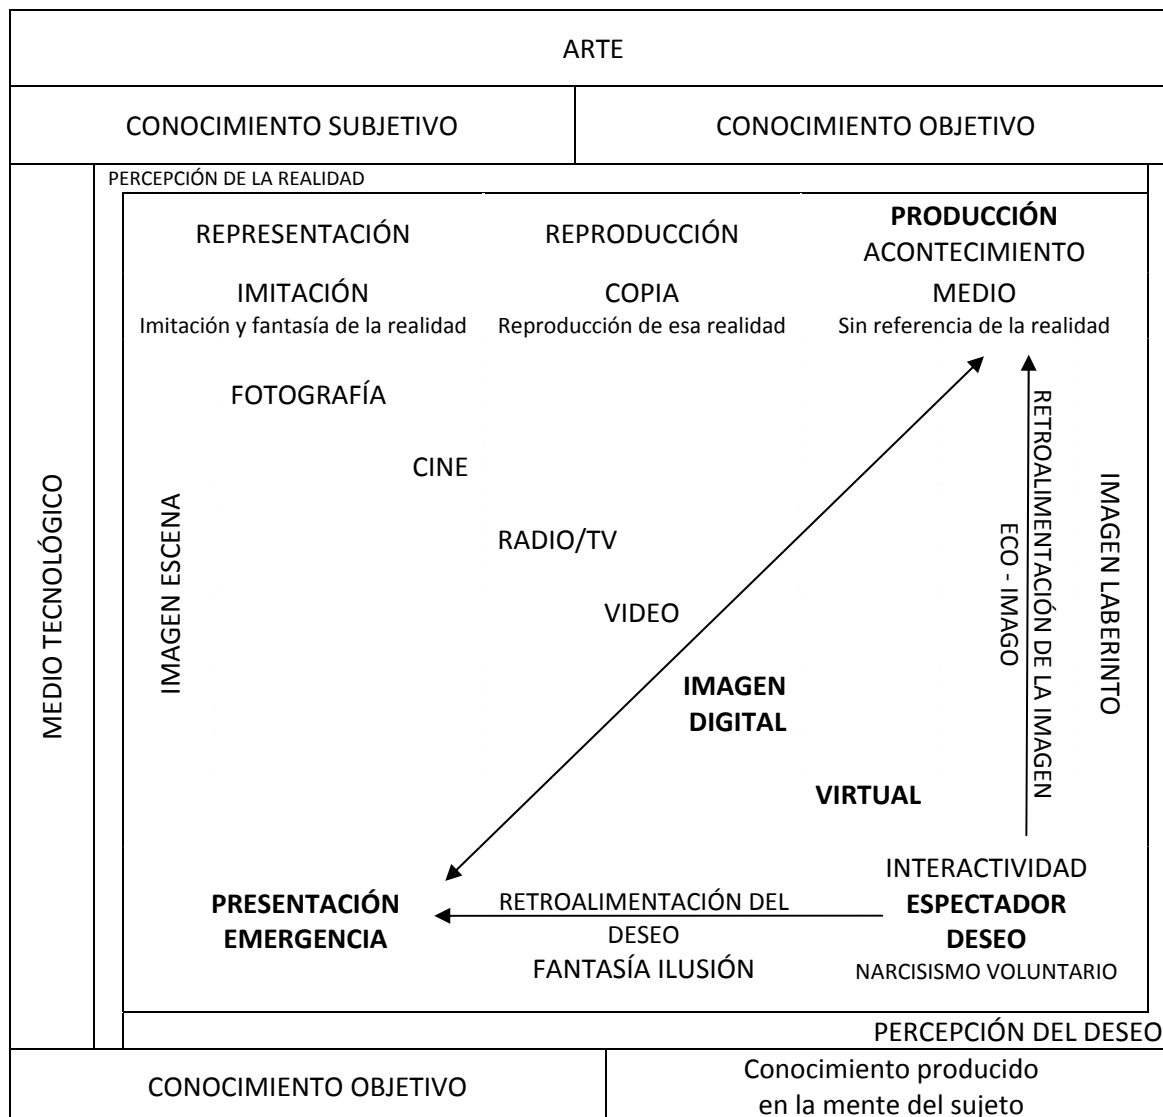 ARTE
CONOCIMIENTO SUBJETIVO
CONOCIMIENTO OBJETIVO
PERCEPCIÓN DE LA REALIDAD
REPRESENTACIÓN
REPRODUCCIÓN
PRODUCCIÓN
ACONTECIMIENTO
IMITACIÓN
Imitación y fantasía de la realidad
COPIA
Reproducción de esa realidad
MEDIO
Sin referencia de la realidad
FOTOGRAFÍA
CINE
RADIO/TV
VIDEO
IMAGEN
DIGITAL
VIRTUAL
MEDIO TECNOLÓGICO
IMAGEN ESCENA
ECO - IMAGO
RETROALIMENTACIÓN DE LA IMAGEN
IMAGEN LABERINTO
INTERACTIVIDAD
ESPECTADOR
DESEO
NARCISISMO VOLUNTARIO
PRESENTACIÓN
EMERGENCIA
RETROALIMENTACIÓN DEL
DESEO
FANTASÍA ILUSIÓN
PERCEPCIÓN DEL DESEO
CONOCIMIENTO OBJETIVO
Conocimiento producido
en la mente del sujeto